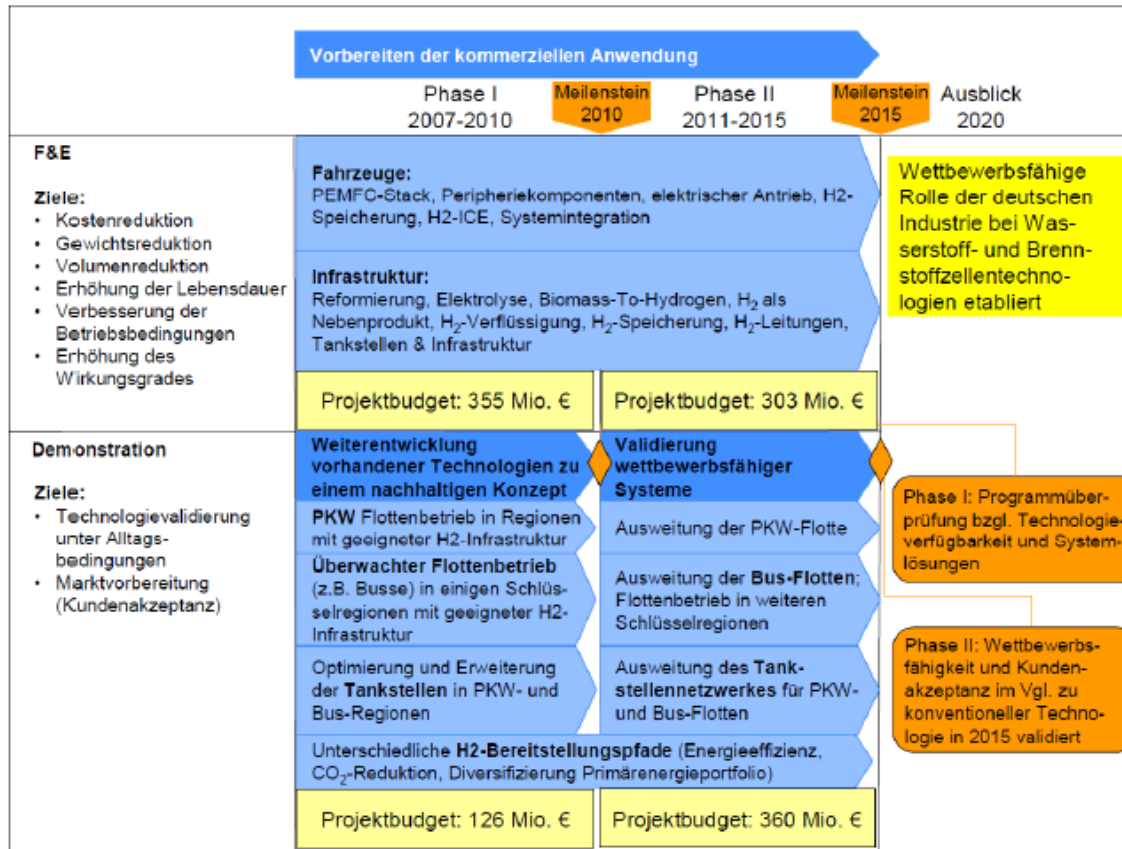 Vorbereiten der kommerziellen Anwendung
Phase I
2007-2010
Meilenstein
2010
Phase II
2011-2015
Meilenstein
2015
Ausblick
2020
F&E
Ziele:
• Kostenreduktion
• Gewichtsreduktion
• Volumenreduktion
• Erhöhung der Lebensdauer
• Verbesserung der
Betriebsbedingungen
• Erhöhung des
Wirkungsgrades
Fahrzeuge:
PEMFC-Stack, Peripheriekomponenten, elektrischer Antrieb, H2-
Speicherung, H2-ICE, Systemintegration
Infrastruktur:
Reformierung, Elektrolyse, Biomass-To-Hydrogen, H₂ als
Nebenprodukt, H₂-Verflüssigung, H₂-Speicherung, H₂-Leitungen,
Tankstellen & Infrastruktur
Projektbudget: 355 Mio. €
Projektbudget: 303 Mio. €
Wettbewerbsfähige
Rolle der deutschen
Industrie bei Was-
serstoff- und Brenn-
stoffzellentechno-
logien etabliert
Demonstration
Ziele:
• Technologievalidierung
unter Alltags-
bedingungen
• Marktvorbereitung
(Kundenakzeptanz)
Weiterentwicklung
vorhandener Technologien zu
einem nachhaltigen Konzept
Validierung
wettbewerbsfähiger
Systeme
PKW Flottenbetrieb in Regionen
mit geeigneter H2-Infrastruktur
Ausweitung der PKW-Flotte
Überwachter Flottenbetrieb
(z.B. Busse) in einigen Schlüs-
selregionen mit geeigneter H2-
Infrastruktur
Ausweitung der Bus-Flotten;
Flottenbetrieb in weiteren
Schlüsselregionen
Optimierung und Erweiterung
der Tankstellen in PKW- und
Bus-Regionen
Ausweitung des Tank-
stellennetzwerkes für PKW-
und Bus-Flotten
Unterschiedliche H2-Bereitstellungspfade (Energieeffizienz,
CO₂-Reduktion, Diversifizierung Primärenergieportfolio)
Projektbudget: 126 Mio. €
Projektbudget: 360 Mio. €
Phase I: Programmüber-
prüfung bzgl. Technologie-
verfügbarkeit und System-
lösungen
Phase II: Wettbewerbs-
fähigkeit und Kunden-
akzeptanz im Vgl. zu
konventioneller Techno-
logie in 2015 validiert